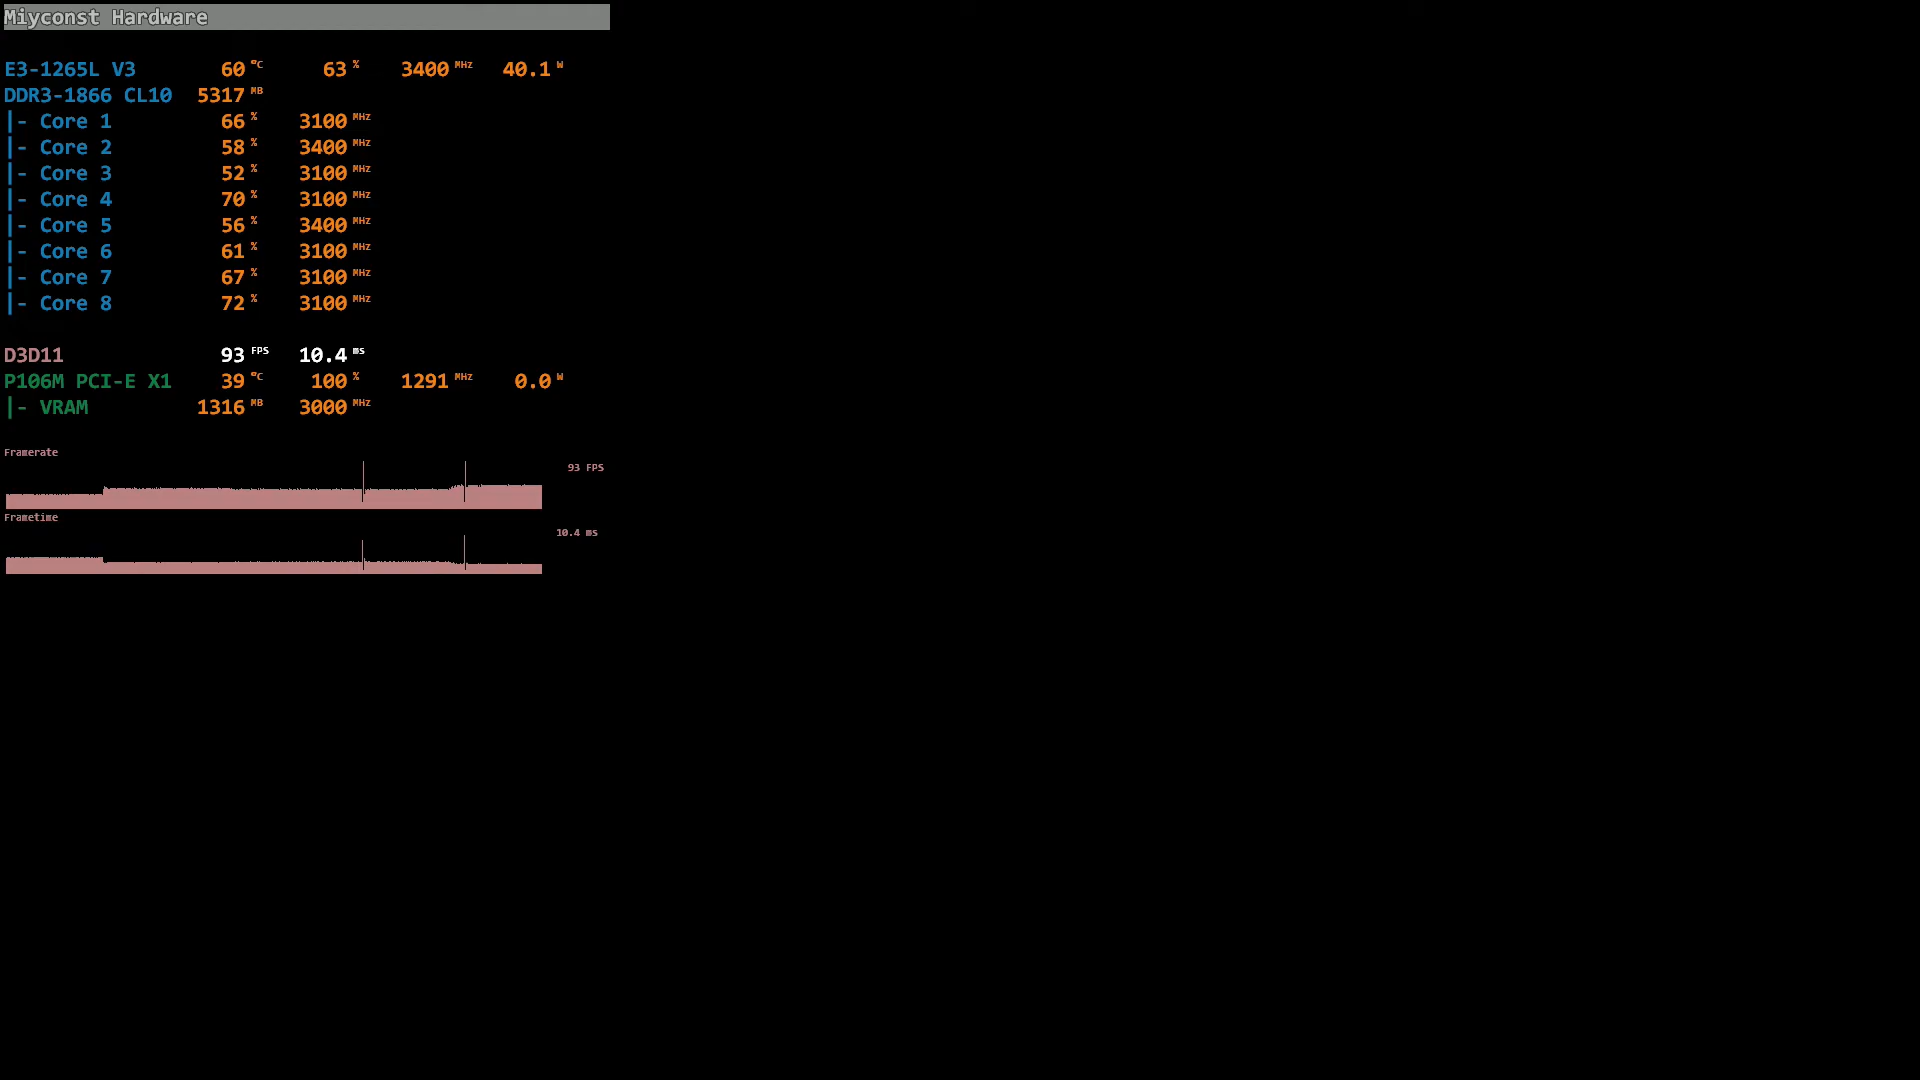 Miyconst Hardware
E3-1265L V3 60 °C 63 % 3400 MHz 40.1 W
DDR3-1866 CL10 5317 MB
|- Core 1 66 % 3100 MHz
|- Core 2 58 % 3400 MHz
|- Core 3 52 % 3100 MHz
|- Core 4 70 % 3100 MHz
|- Core 5 56 % 3400 MHz
|- Core 6 61 % 3100 MHz
|- Core 7 67 % 3100 MHz
|- Core 8 72 % 3100 MHz
D3D11 93 FPS 10.4 ms
P106M PCI-E X1 39 °C 100 % 1291 MHz 0.0 W
|- VRAM 1316 MB 3000 MHz
Framerate
93 FPS
Frametime
10.4 ms